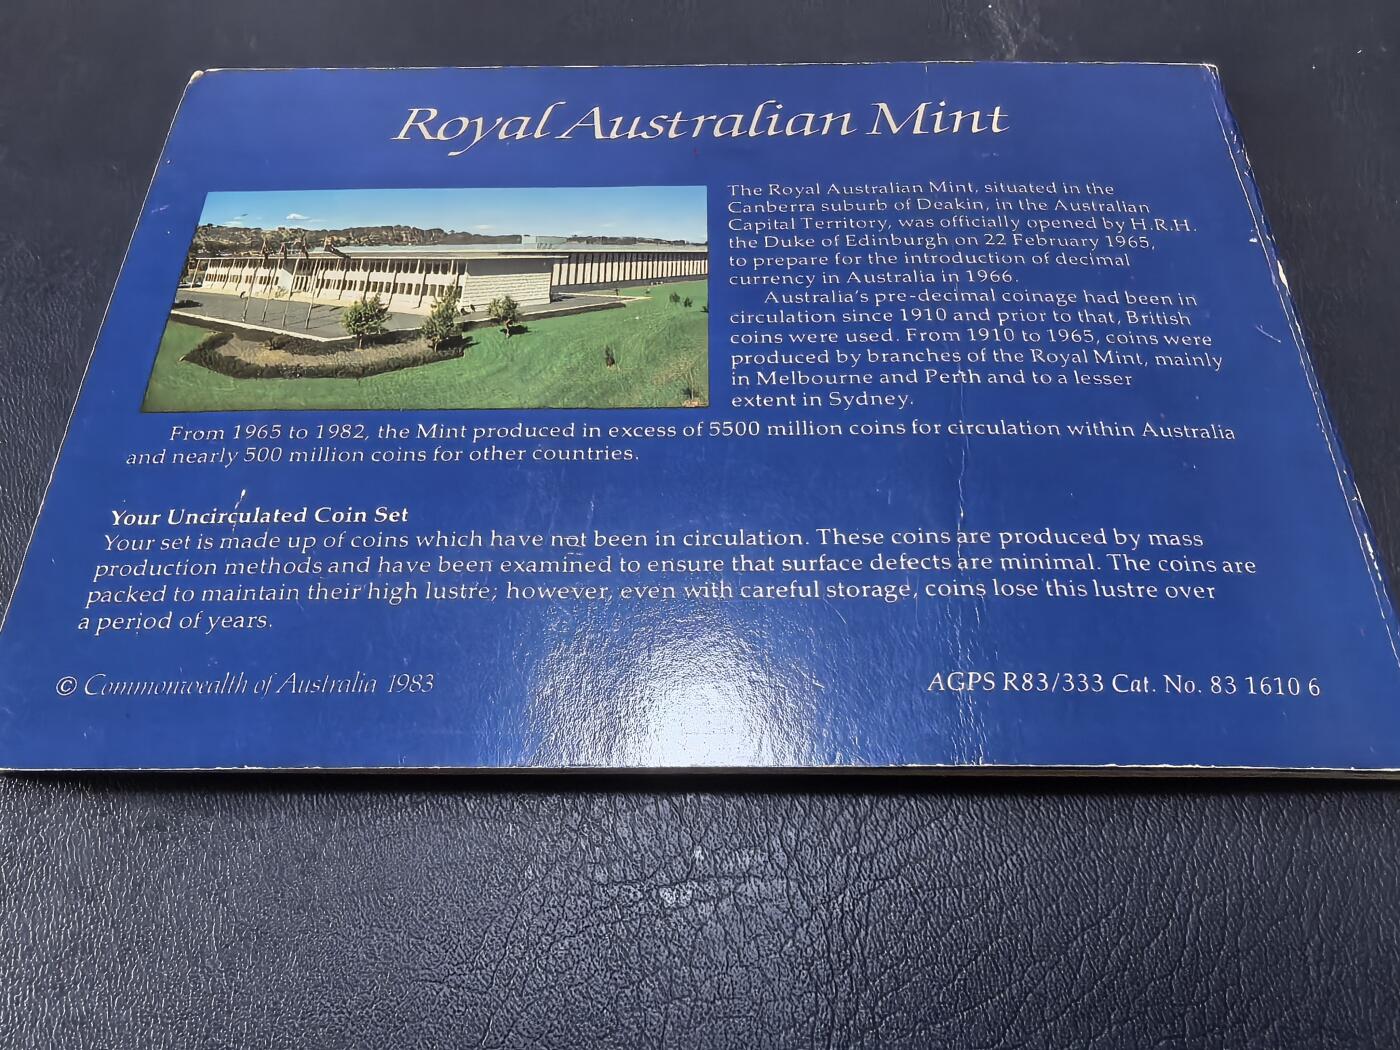 Royal Australian Mint
The Royal Australian Mint, situated in the
Canberra suburb of Deakin, in the Australian
Capital Territory, was officially opened by H.R.H.
the Duke of Edinburgh on 22 February 1965,
to prepare for the introduction of decimal
currency in Australia in 1966.
Australia's pre-decimal coinage had been in
circulation since 1910 and prior to that, British
coins were used. From 1910 to 1965, coins were
produced by branches of the Royal Mint, mainly
in Melbourne and Perth and to a lesser
extent in Sydney.
From 1965 to 1982, the Mint produced in excess of 5500 million coins for circulation within Australia
and nearly 500 million coins for other countries.
Your Uncirculated Coin Set
Your set is made up of coins which have not been in circulation. These coins are produced by mass
production methods and have been examined to ensure that surface defects are minimal. The coins are
packed to maintain their high lustre; however, even with careful storage, coins lose this lustre over
a period of years.
© Commonwealth of Australia 1983
AGPS R83/333 Cat. No. 83 1610 6